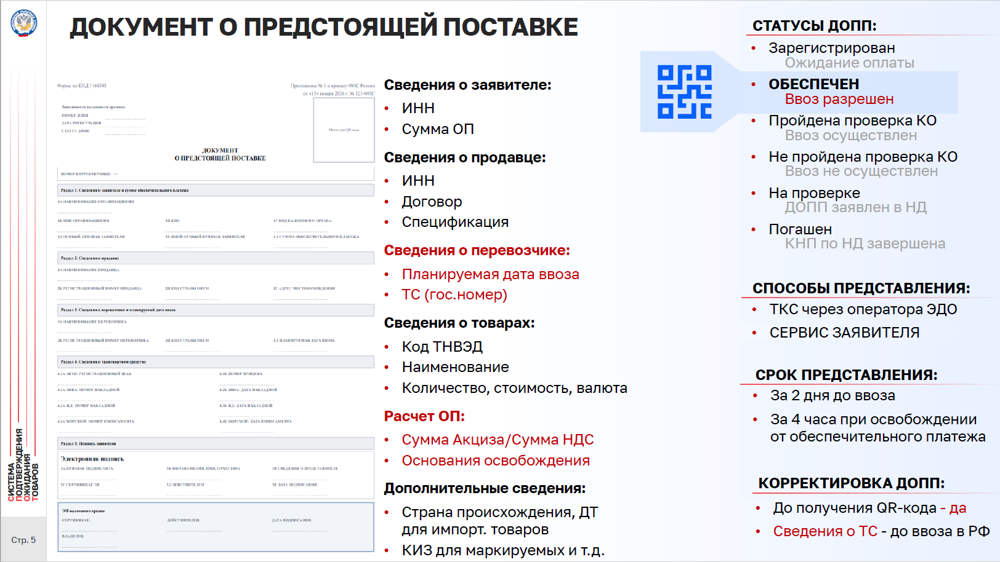 ДОКУМЕНТ О ПРЕДСТОЯЩЕЙ ПОСТАВКЕ
Форма по КНД 1160303
Приложение № 1 к приказу ФНС России
от «15» января 2026 г. № 123-ФНС
Заполняется налоговым органом
НОМЕР ДОПП
ДАТА РЕГИСТРАЦИИ
СТАТУС ДОПП
Место для QR-кода
ДОКУМЕНТ
О ПРЕДСТОЯЩЕЙ ПОСТАВКЕ
НОМЕР КОРРЕКТИРОВКИ: —
Раздел 1. Сведения о заявителе и сумме обеспечительного платежа
1А НАИМЕНОВАНИЕ ОРГАНИЗАЦИИ/ИП
1Б ИНН ОРГАНИЗАЦИИ/ИП
1В КПП
1Г КОД НАЛОГОВОГО ОРГАНА
1Д ОСОБЫЙ ПРИЗНАК ЗАЯВИТЕЛЯ
1Е ИНОЙ ОСОБЫЙ ПРИЗНАК ЗАЯВИТЕЛЯ
1.1 СУММА ОБЕСПЕЧИТЕЛЬНОГО ПЛАТЕЖА
Раздел 2. Сведения о продавце
2А НАИМЕНОВАНИЕ ПРОДАВЦА
2Б РЕГИСТРАЦИОННЫЙ НОМЕР ПРОДАВЦА
2В КОД СТРАНЫ ОКСМ
2Г АДРЕС МЕСТОНАХОЖДЕНИЯ
Раздел 3. Сведения о перевозчике и планируемой дате ввоза
3А НАИМЕНОВАНИЕ ПЕРЕВОЗЧИКА
3Б РЕГИСТРАЦИОННЫЙ НОМЕР ПЕРЕВОЗЧИКА
3В КОД СТРАНЫ ОКСМ
3.1 ПЛАНИРУЕМАЯ ДАТА ВВОЗА
Раздел 4. Сведения о транспортном средстве
4.1А АВТО: РЕГИСТРАЦИОННЫЙ ЗНАК
4.1Б НОМЕР ПРИЦЕПА
4.2А АВИА: НОМЕР НАКЛАДНОЙ
4.2Б АВИА: ДАТА НАКЛАДНОЙ
4.3А ЖД: НОМЕР НАКЛАДНОЙ
4.3Б ЖД: ДАТА НАКЛАДНОЙ
4.4А МОРСКОЙ: НОМЕР КОНОСАМЕНТА
4.4Б МОРСКОЙ: ДАТА КОНОСАМЕНТА
Раздел 5. Подпись заявителя
Электронная подпись
5А ПРИЗНАК ПОДПИСАНТА
5Б ФИО (ФАМИЛИЯ, ИМЯ, ОТЧЕСТВО)
5В СВЕДЕНИЯ О ПРЕДСТАВИТЕЛЕ
5Г СЕРТИФИКАТ ЭП
5Д ДЕЙСТВИТЕЛЕН
5Е ДАТА ПОДПИСАНИЯ
ЭП налогового органа
СЕРТИФИКАТ:
ДЕЙСТВИТЕЛЕН:
ДАТА ПОДПИСАНИЯ:
ВЛАДЕЛЕЦ:
Сведения о заявителе:
• ИНН
• Сумма ОП
Сведения о продавце:
• ИНН
• Договор
• Спецификация
Сведения о перевозчике:
• Планируемая дата ввоза
• ТС (гос.номер)
Сведения о товарах:
• Код ТНВЭД
• Наименование
• Количество, стоимость, валюта
Расчет ОП:
• Сумма Акциза/Сумма НДС
• Основания освобождения
Дополнительные сведения:
• Страна происхождения, ДТ
для импорт. товаров
• КИЗ для маркируемых и т.д.
СТАТУСЫ ДОПП:
• Зарегистрирован
Ожидание оплаты
• ОБЕСПЕЧЕН
Ввоз разрешен
• Пройдена проверка КО
Ввоз осуществлен
• Не пройдена проверка КО
Ввоз не осуществлен
• На проверке
ДОПП заявлен в НД
• Погашен
КНП по НД завершена
СПОСОБЫ ПРЕДСТАВЛЕНИЯ:
• ТКС через оператора ЭДО
• СЕРВИС ЗАЯВИТЕЛЯ
СРОК ПРЕДСТАВЛЕНИЯ:
• За 2 дня до ввоза
• За 4 часа при освобождении
от обеспечительного платежа
КОРРЕКТИРОВКА ДОПП:
• До получения QR-кода - да
• Сведения о ТС - до ввоза в РФ
СИСТЕМА
ПОДТВЕРЖДЕНИЯ
ОЖИДАНИЯ
ТОВАРОВ
Стр. 5